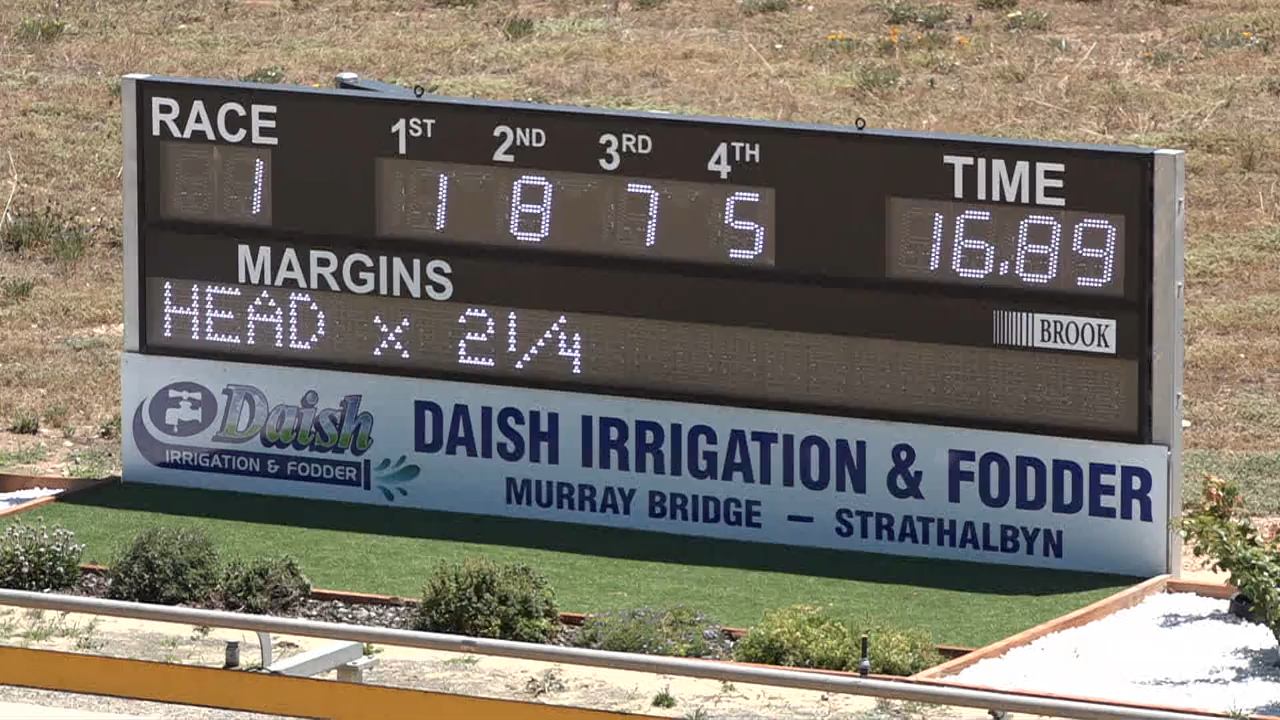 RACE 1ST 2ND 3RD 4TH TIME
1 1 8 7 5 16.89
MARGINS
HEAD x 2 1/4
BROOK
Daish
IRRIGATION & FODDER
DAISH IRRIGATION & FODDER
MURRAY BRIDGE – STRATHALBYN